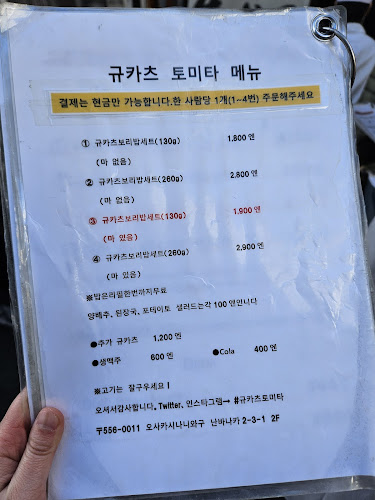 규카츠 토미타 메뉴
결제는 현금만 가능합니다.한 사람당 1개(1~4번) 주문해주세요
① 규카츠보리밥세트(130g) 1,800 엔
(마 없음)
② 규카츠보리밥세트(260g) 2,800 엔
(마 없음)
③ 규카츠보리밥세트(130g) 1,900 엔
(마 있음)
④ 규카츠보리밥세트(260g) 2,900 엔
(마 있음)
※밥은리필한번까지무료
양배추, 된장국, 포테이토 샐러드는각 100 엔인니다
●추가 규카츠 1,200 엔
●생맥주 600 엔 ●Cola 400 엔
※고기는 잘구우세요!
오셔서감사합니다. Twitter, 인스타그램→ #규카츠토미타
〒556-0011 오사카시나니와구 난바나카 2-3-1 2F